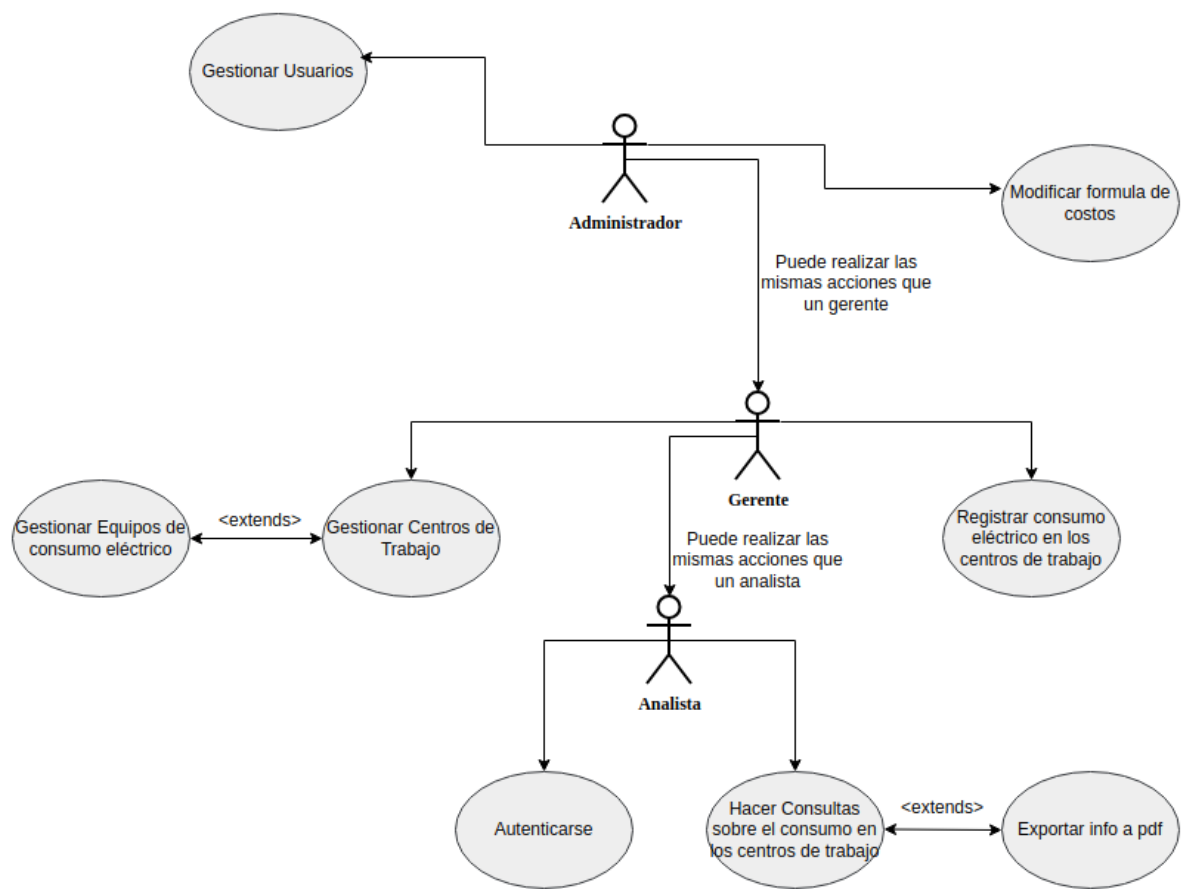 Gestionar Usuarios
Administrador
Modificar formula de
costos
Puede realizar las
mismas acciones que
un gerente
Gerente
Gestionar Equipos de
consumo eléctrico
<extends>
Gestionar Centros de
Trabajo
Puede realizar las
mismas acciones que
un analista
Registrar consumo
eléctrico en los
centros de trabajo
Analista
Autenticarse
Hacer Consultas
sobre el consumo en
los centros de trabajo
<extends>
Exportar info a pdf